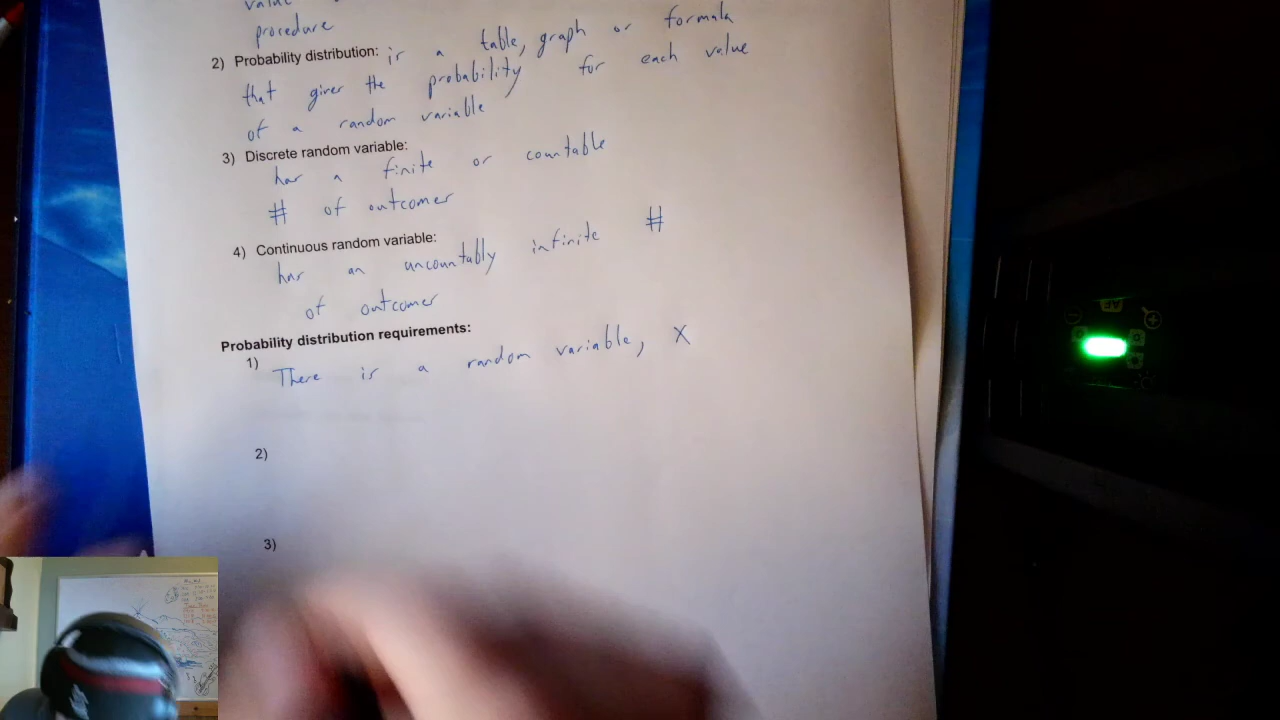 value
procedure
2) Probability distribution: is a table, graph or formula
that gives the probability for each value
of a random variable
3) Discrete random variable:
has a finite or countable
# of outcomes
4) Continuous random variable:
has an uncountably infinite #
of outcomes
Probability distribution requirements:
1) There is a random variable, X
2)
3)
AF